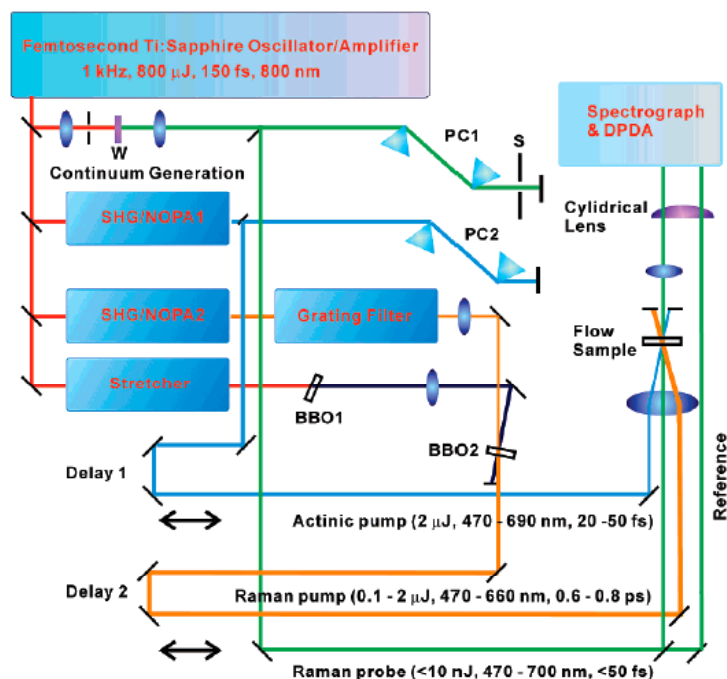 Femtosecond Ti:Sapphire Oscillator/Amplifier
1 kHz, 800 μJ, 150 fs, 800 nm
Spectrograph
& DPDA
W
Continuum Generation
PC1
S
Cylidrical
Lens
SHG/NOPA1
PC2
SHG/NOPA2
Grating Filter
Flow
Sample
Stretcher
BBO1
BBO2
Reference
Delay 1
Actinic pump (2 μJ, 470 - 690 nm, 20 -50 fs)
Delay 2
Raman pump (0.1 - 2 μJ, 470 - 660 nm, 0.6 - 0.8 ps)
Raman probe (<10 nJ, 470 - 700 nm, <50 fs)